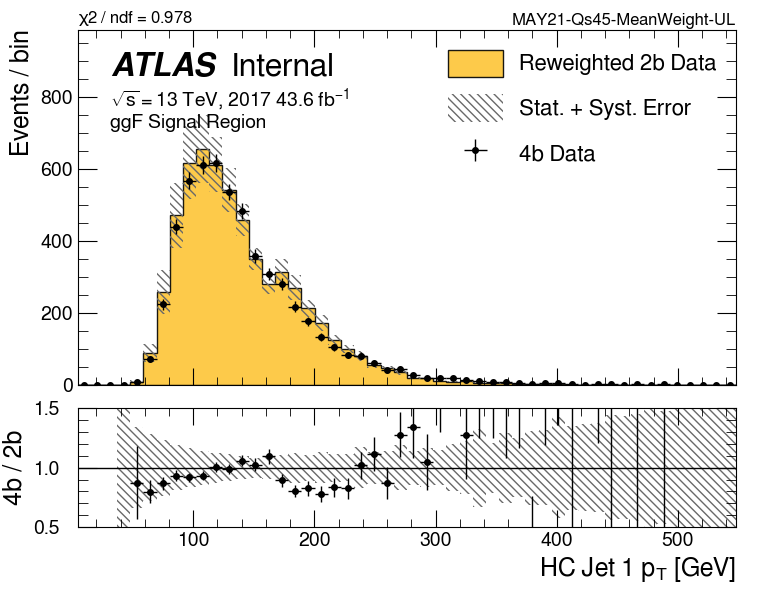 χ² / ndf = 0.978
MAY21-Qs45-MeanWeight-UL
Events / bin
ATLAS Internal
√s = 13 TeV, 2017 43.6 fb⁻¹
ggF Signal Region
Reweighted 2b Data
Stat. + Syst. Error
4b Data
800
600
400
200
0
4b / 2b
1.5
1.0
0.5
100 200 300 400 500
HC Jet 1 p_T [GeV]